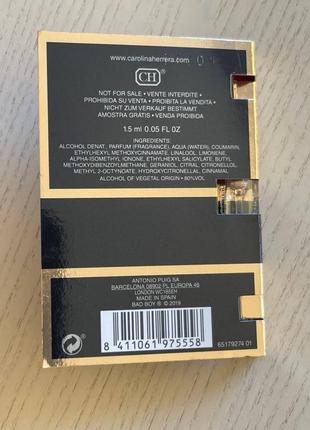 www.carolinaherrera.com
CH
NOT FOR SALE • VENTE INTERDITE •
PROHIBIDA SU VENTA • PROIBITA LA VENDITA •
NICHT ZUM VERKAUF BESTIMMT
AMOSTRA GRATIS • VENDA PROIBIDA
1.5 ml 0.05 FL OZ
INGREDIENTS:
ALCOHOL DENAT., PARFUM (FRAGRANCE), AQUA (WATER), COUMARIN,
ETHYLHEXYL METHOXYCINNAMATE, LINALOOL, LIMONENE,
ALPHA-ISOMETHYL IONONE, ETHYLHEXYL SALICYLATE, BUTYL
METHOXYDIBENZOYLMETHANE, GERANIOL, CITRAL, CITRONELLOL,
METHYL 2-OCTYNOATE, HYDROXYCITRONELLAL, CINNAMAL
ALCOHOL OF VEGETAL ORIGIN • 80%VOL
ANTONIO PUIG SA
BARCELONA 08902 PL EUROPA 46
LONDON WC1B5EH
MADE IN SPAIN
BAD BOY ® © 2019
8 411061 975558
65179274 01